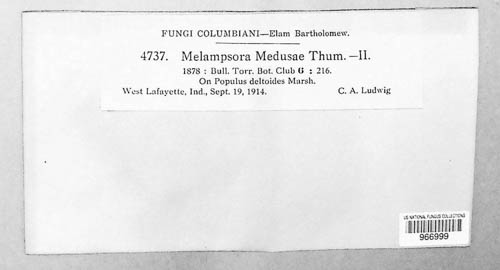 FUNGI COLUMBIANI—Elam Bartholomew.
4737. Melampsora Medusae Thum. —II.
1878 : Bull. Torr. Bot. Club G : 216.
On Populus deltoides Marsh.
West Lafayette, Ind., Sept. 19, 1914. C. A. Ludwig
US NATIONAL FUNGUS COLLECTIONS
966999